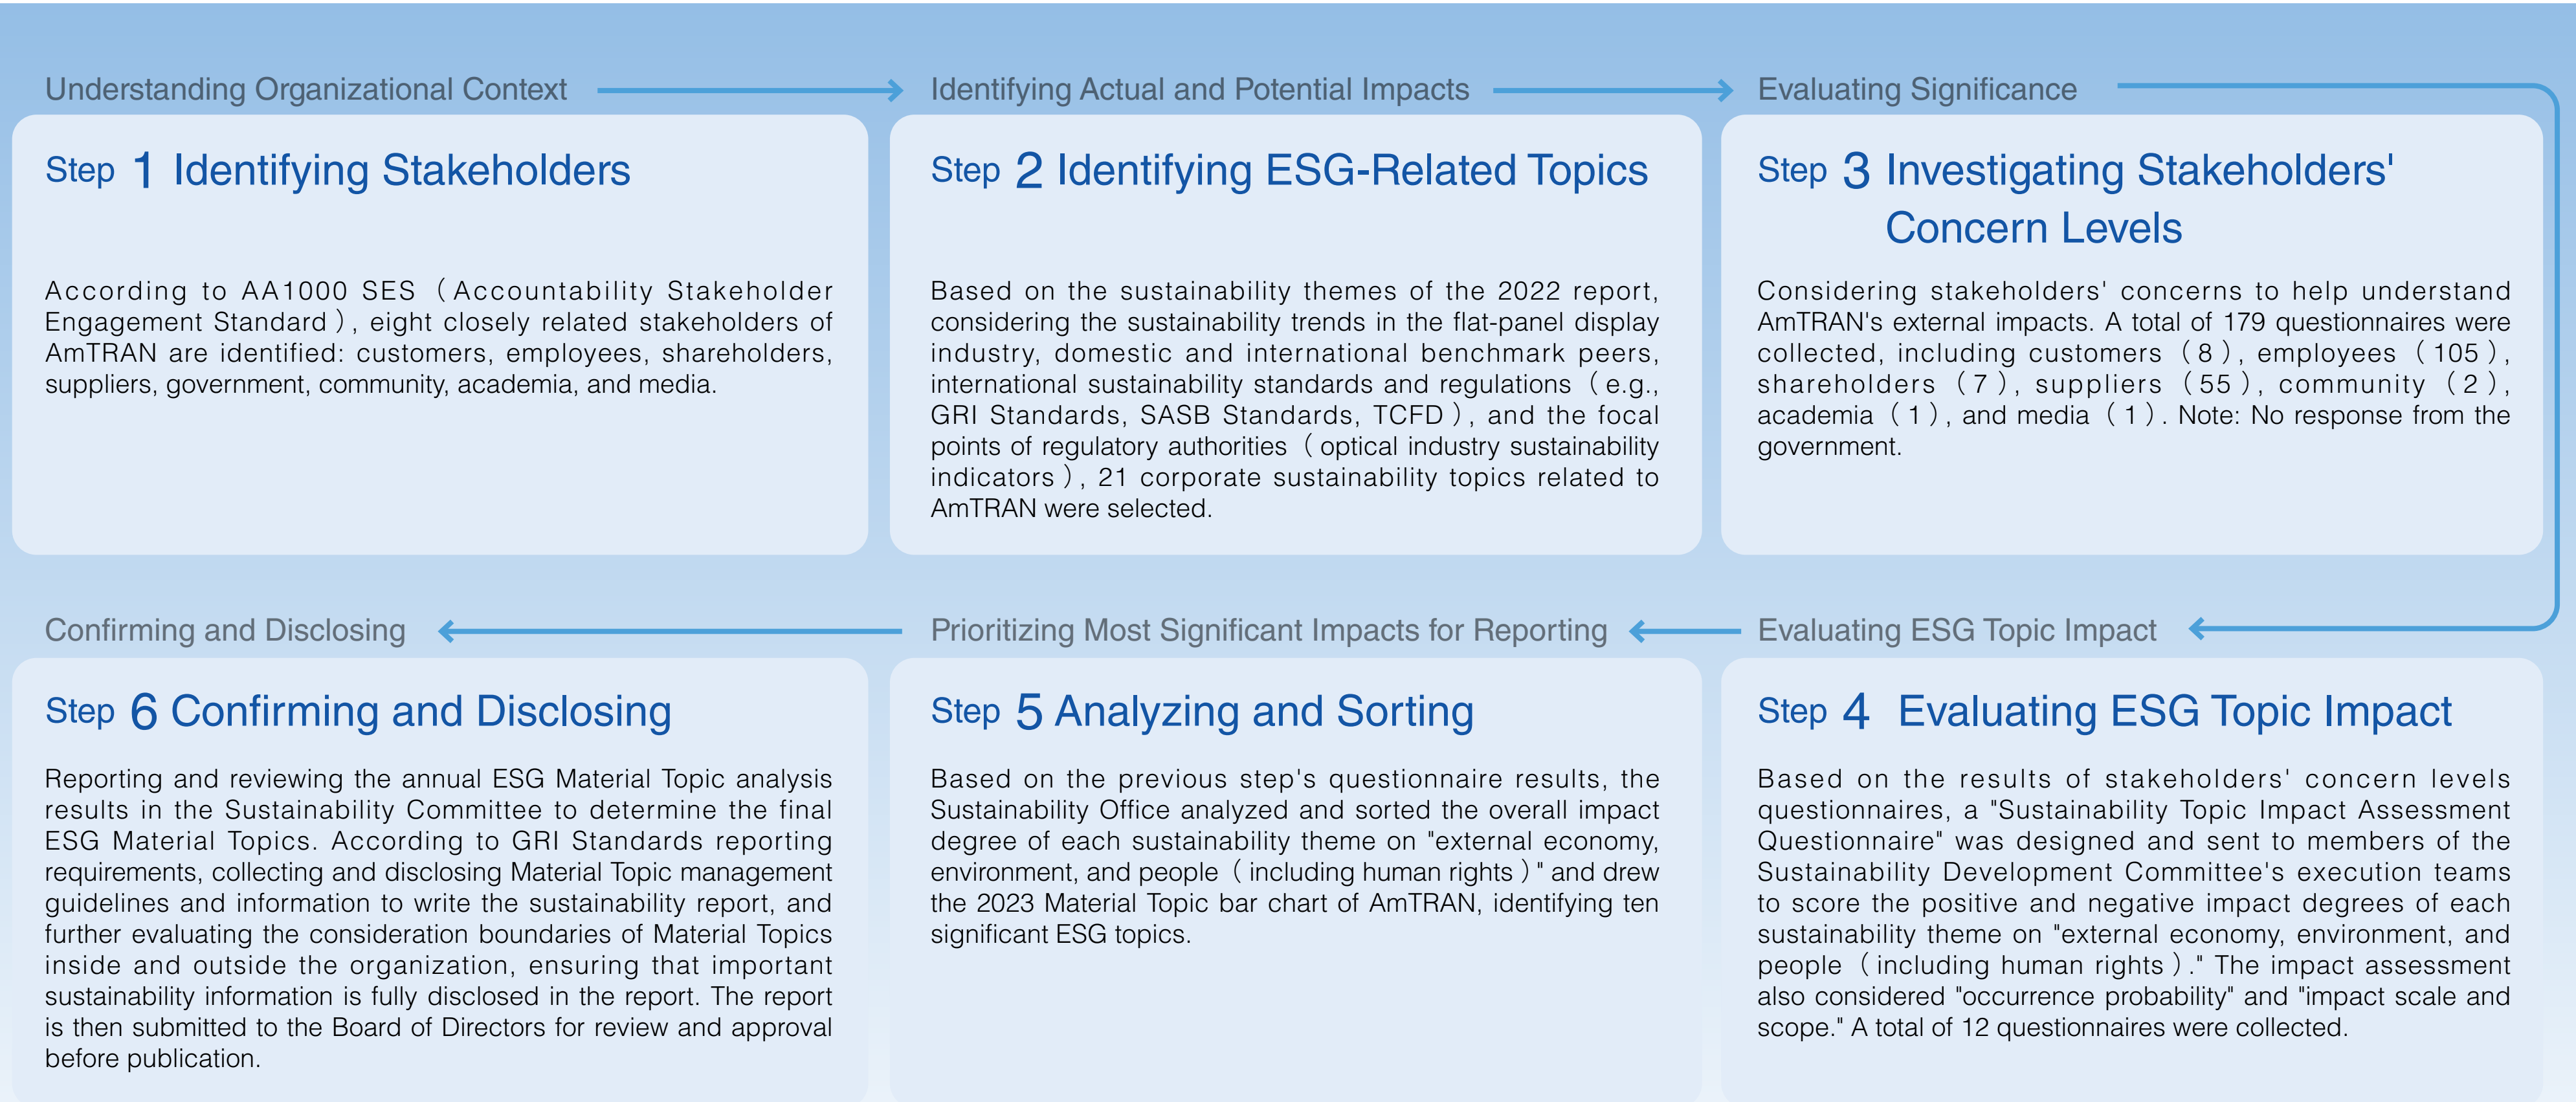 Understanding Organizational Context
Step 1 Identifying Stakeholders
According to AA1000 SES（Accountability Stakeholder
Engagement Standard）, eight closely related stakeholders of
AmTRAN are identified: customers, employees, shareholders,
suppliers, government, community, academia, and media.
Identifying Actual and Potential Impacts
Step 2 Identifying ESG-Related Topics
Based on the sustainability themes of the 2022 report,
considering the sustainability trends in the flat-panel display
industry, domestic and international benchmark peers,
international sustainability standards and regulations（e.g.,
GRI Standards, SASB Standards, TCFD）, and the focal
points of regulatory authorities（optical industry sustainability
indicators）, 21 corporate sustainability topics related to
AmTRAN were selected.
Evaluating Significance
Step 3 Investigating Stakeholders'
Concern Levels
Considering stakeholders' concerns to help understand
AmTRAN's external impacts. A total of 179 questionnaires were
collected, including customers（8）, employees（105）,
shareholders（7）, suppliers（55）, community（2）,
academia（1）, and media（1）. Note: No response from the
government.
Evaluating ESG Topic Impact
Step 4 Evaluating ESG Topic Impact
Based on the results of stakeholders' concern levels
questionnaires, a "Sustainability Topic Impact Assessment
Questionnaire" was designed and sent to members of the
Sustainability Development Committee's execution teams
to score the positive and negative impact degrees of each
sustainability theme on "external economy, environment, and
people（including human rights）." The impact assessment
also considered "occurrence probability" and "impact scale and
scope." A total of 12 questionnaires were collected.
Prioritizing Most Significant Impacts for Reporting
Step 5 Analyzing and Sorting
Based on the previous step's questionnaire results, the
Sustainability Office analyzed and sorted the overall impact
degree of each sustainability theme on "external economy,
environment, and people（including human rights）" and drew
the 2023 Material Topic bar chart of AmTRAN, identifying ten
significant ESG topics.
Confirming and Disclosing
Step 6 Confirming and Disclosing
Reporting and reviewing the annual ESG Material Topic analysis
results in the Sustainability Committee to determine the final
ESG Material Topics. According to GRI Standards reporting
requirements, collecting and disclosing Material Topic management
guidelines and information to write the sustainability report, and
further evaluating the consideration boundaries of Material Topics
inside and outside the organization, ensuring that important
sustainability information is fully disclosed in the report. The report
is then submitted to the Board of Directors for review and approval
before publication.